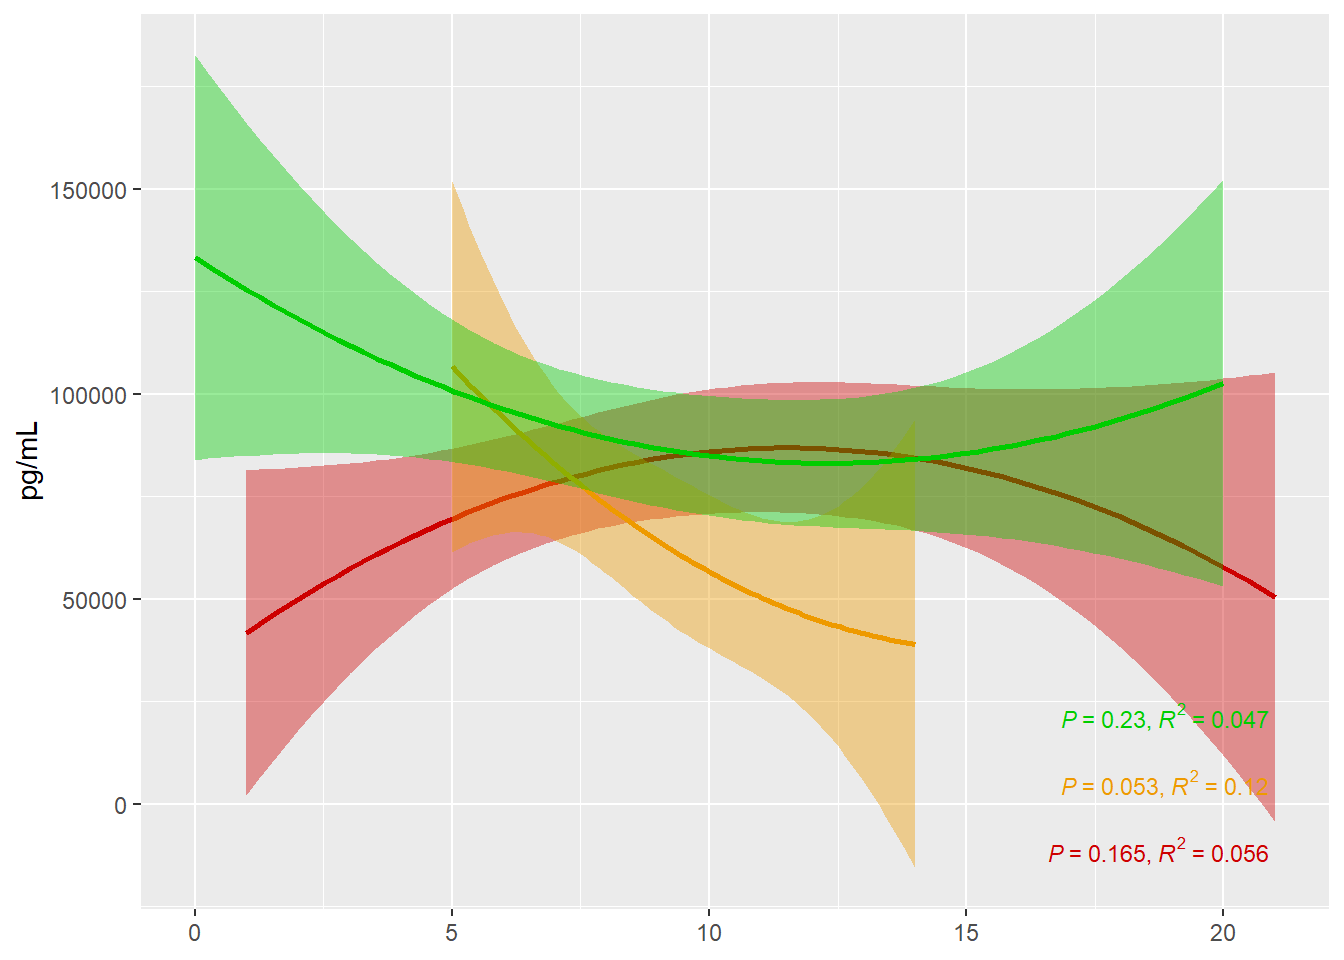 pg/mL
150000
100000
50000
0
P = 0.23, R² = 0.047
P = 0.053, R² = 0.12
P = 0.165, R² = 0.056
0 5 10 15 20